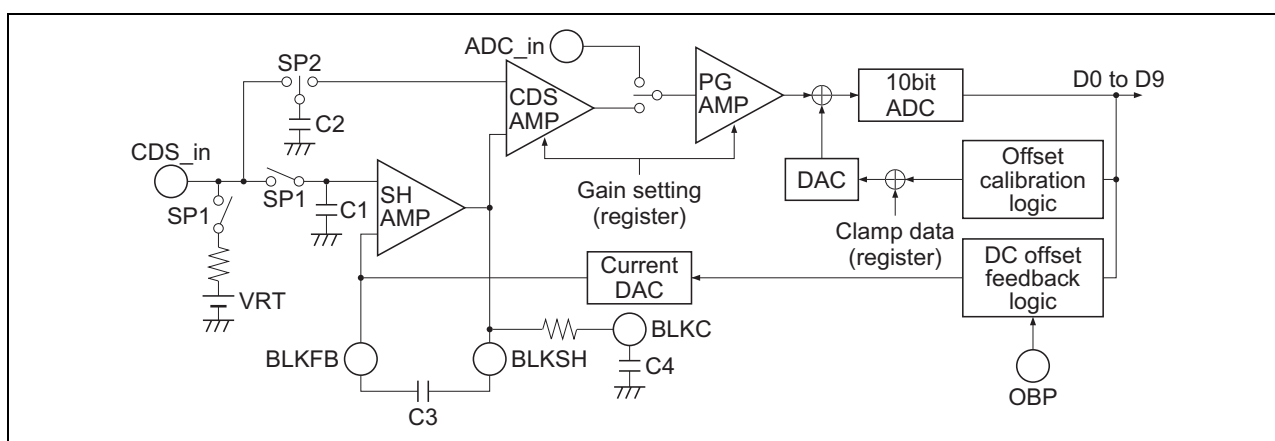 ADC_in
SP2
CDS
AMP
PG
AMP
10bit
ADC
D0 to D9
C2
CDS_in
SP1
SP1
C1
SH
AMP
Gain setting
(register)
DAC
Offset
calibration
logic
Clamp data
(register)
VRT
Current
DAC
DC offset
feedback
logic
BLKFB
BLKSH
BLKC
C4
C3
OBP